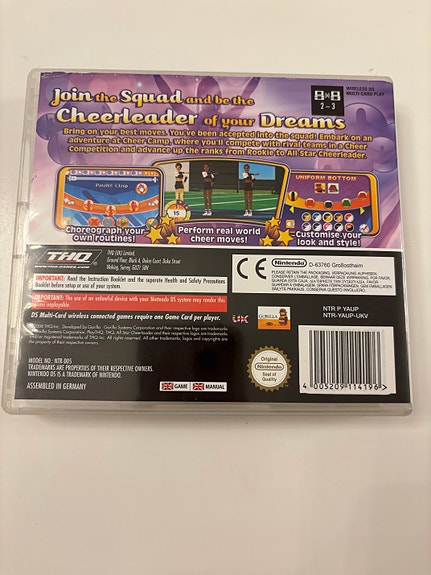 Join the Squad and be the
Cheerleader of your Dreams
Bring on your best moves. You've been accepted into the squad! Embark on an
adventure at Cheer Camp, where you'll compete with rival teams in a Cheer
Competition and advance up the ranks from Rookie to All Star Cheerleader.
2-3
WIRELESS DS
MULTI-CARD PLAY
Clap
15
UNIFORM BOTTOM
Choreograph your
own routines!
Perform real world
cheer moves!
Customise your
look and style!
THQ
THQ (UK) Limited,
Ground Floor, Block A, Dukes Court, Duke Street
Woking, Surrey. GU21 5BH
IMPORTANT: Read the Instruction Booklet and the separate Health and Safety Precautions
Booklet before setup or use of your system.
IMPORTANT: The use of an unlawful device with your Nintendo DS system may render this
game unplayable.
DS Multi-Card wireless connected games require one Game Card per player.
CE
Nintendo
D-63760 Großostheim
PLEASE RETAIN THE PACKAGING. VERPACKUNG AUFHEBEN.
UK
GORILLA
NTR P YAUP
NTR-YAUP-UKV
MODEL NO.: NTR-005
TRADEMARKS ARE PROPERTIES OF THEIR RESPECTIVE OWNERS.
NINTENDO DS IS A TRADEMARK OF NINTENDO.
ASSEMBLED IN GERMANY
GAME
MANUAL
Original
Nintendo
Seal of
Quality
4 005209 114196 >